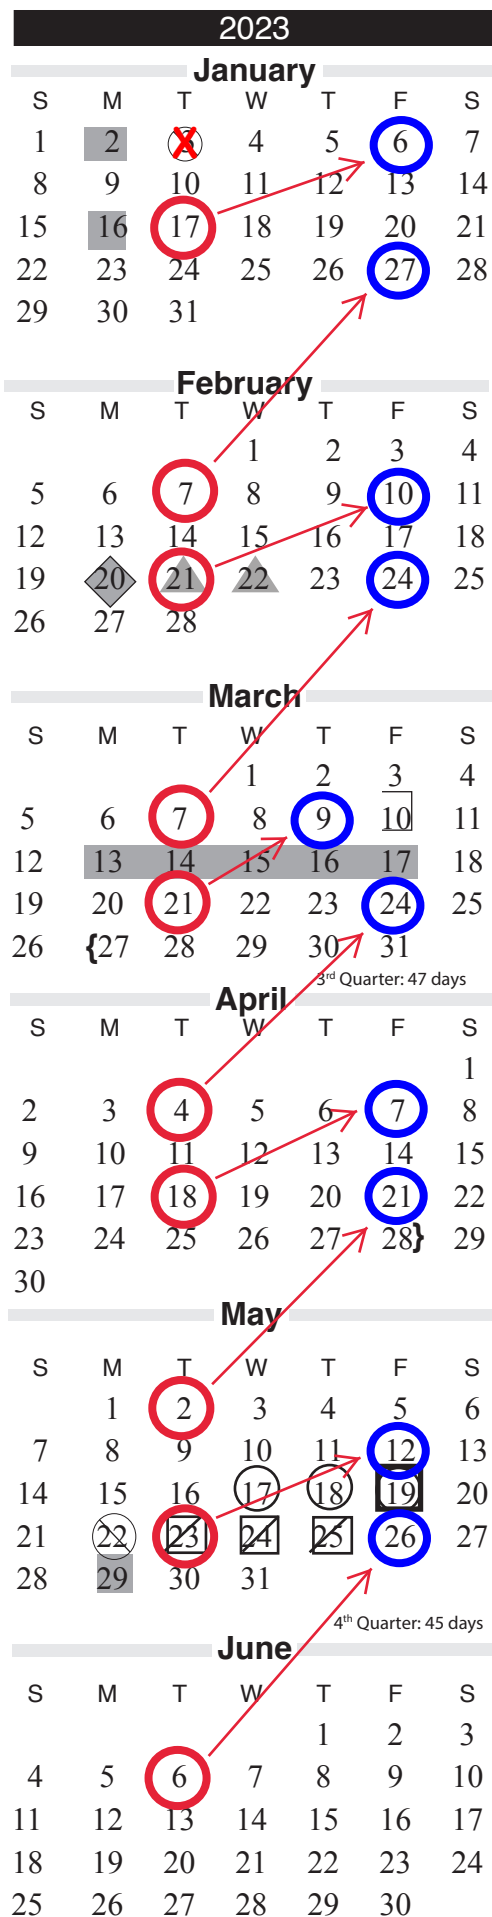 2023
January
S M T W T F S
1 2 3 4 5 6 7
8 9 10 11 12 13 14
15 16 17 18 19 20 21
22 23 24 25 26 27 28
29 30 31
February
S M T W T F S
1 2 3 4
5 6 7 8 9 10 11
12 13 14 15 16 17 18
19 20 21 22 23 24 25
26 27 28
March
S M T W T F S
1 2 3 4
5 6 7 8 9 10 11
12 13 14 15 16 17 18
19 20 21 22 23 24 25
26 {27 28 29 30 31
3rd Quarter: 47 days
April
S M T W T F S
1
2 3 4 5 6 7 8
9 10 11 12 13 14 15
16 17 18 19 20 21 22
23 24 25 26 27 28} 29
30
May
S M T W T F S
1 2 3 4 5 6
7 8 9 10 11 12 13
14 15 16 17 18 19 20
21 22 23 24 25 26 27
28 29 30 31
4th Quarter: 45 days
June
S M T W T F S
1 2 3
4 5 6 7 8 9 10
11 12 13 14 15 16 17
18 19 20 21 22 23 24
25 26 27 28 29 30